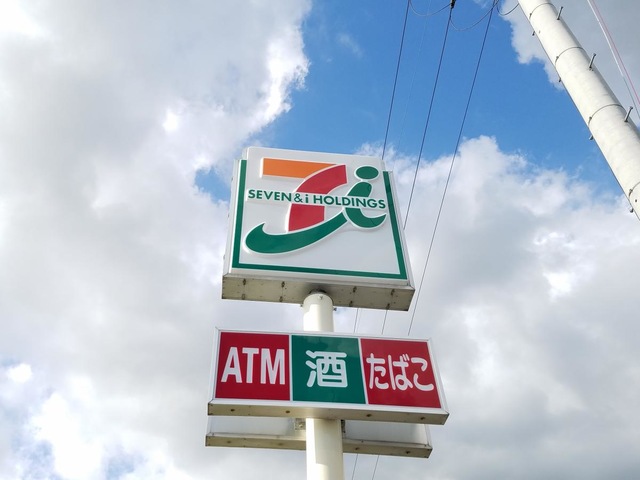 SEVEN & i HOLDINGS
ATM 酒 たばこ